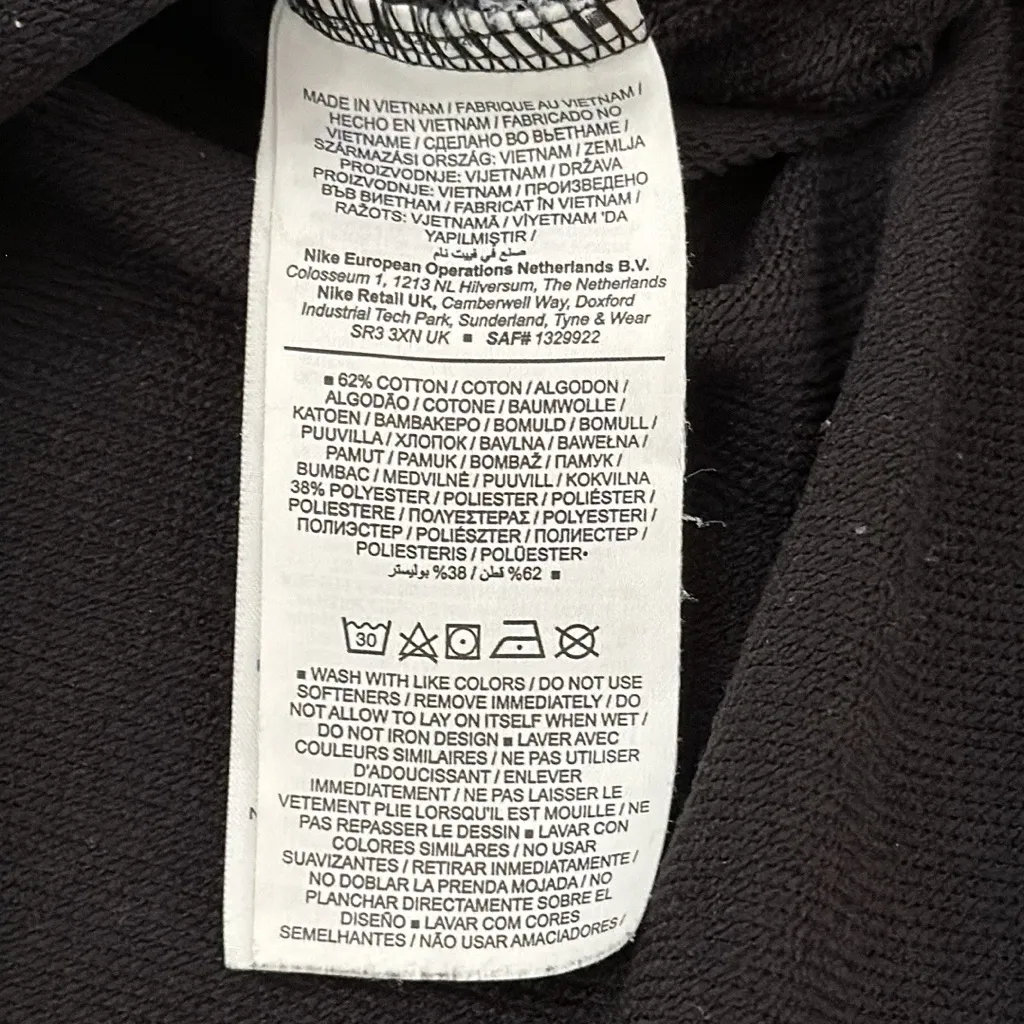 MADE IN VIETNAM / FABRIQUE AU VIETNAM /
HECHO EN VIETNAM / FABRICADO NO
VIETNAME / СДЕЛАНО ВО ВЬЕТНАМЕ /
SZÁRMAZÁSI ORSZÁG: VIETNAM / ZEMLJA
PROIZVODNJE: VIJETNAM / DRŽAVA
PROIZVODNJE: VIETNAM / ПРОИЗВЕДЕНО
ВЪВ ВИЕТНАМ / FABRICAT ÎN VIETNAM /
RAŽOTS: VJETNAMĀ / VİYETNAM 'DA
YAPILMIŞTIR /
صنع في فييت نام
Nike European Operations Netherlands B.V.
Colosseum 1, 1213 NL Hilversum, The Netherlands
Nike Retail UK, Camberwell Way, Doxford
Industrial Tech Park, Sunderland, Tyne & Wear
SR3 3XN UK ■ SAF# 1329922
■ 62% COTTON / COTON / ALGODON /
ALGODÃO / COTONE / BAUMWOLLE /
KATOEN / ΒΑΜΒΑΚΕΡΟ / BOMULD / BOMULL /
PUUVILLA / ХЛОПОК / BAVLNA / BAWEŁNA /
PAMUT / PAMUK / BOMBAŽ / ПАМУК /
BUMBAC / MEDVILNĖ / PUUVILL / KOKVILNA
38% POLYESTER / POLIESTER / POLIÉSTER /
POLIESTERE / ΠΟΛΥΕΣΤΕΡΑΣ / POLYESTERI /
ПОЛИЭСТЕР / POLIÉSZTER / ПОЛИЕСТЕР /
POLIESTERIS / POLÜESTER•
■ 62% قطن / 38% بوليستر
30
■ WASH WITH LIKE COLORS / DO NOT USE
SOFTENERS / REMOVE IMMEDIATELY / DO
NOT ALLOW TO LAY ON ITSELF WHEN WET /
DO NOT IRON DESIGN ■ LAVER AVEC
COULEURS SIMILAIRES / NE PAS UTILISER
D'ADOUCISSANT / ENLEVER
IMMEDIATEMENT / NE PAS LAISSER LE
VETEMENT PLIE LORSQU'IL EST MOUILLE / NE
PAS REPASSER LE DESSIN ■ LAVAR CON
COLORES SIMILARES / NO USAR
SUAVIZANTES / RETIRAR INMEDIATAMENTE /
NO DOBLAR LA PRENDA MOJADA / NO
PLANCHAR DIRECTAMENTE SOBRE EL
DISEÑO ■ LAVAR COM CORES
SEMELHANTES / NÃO USAR AMACIADORES /